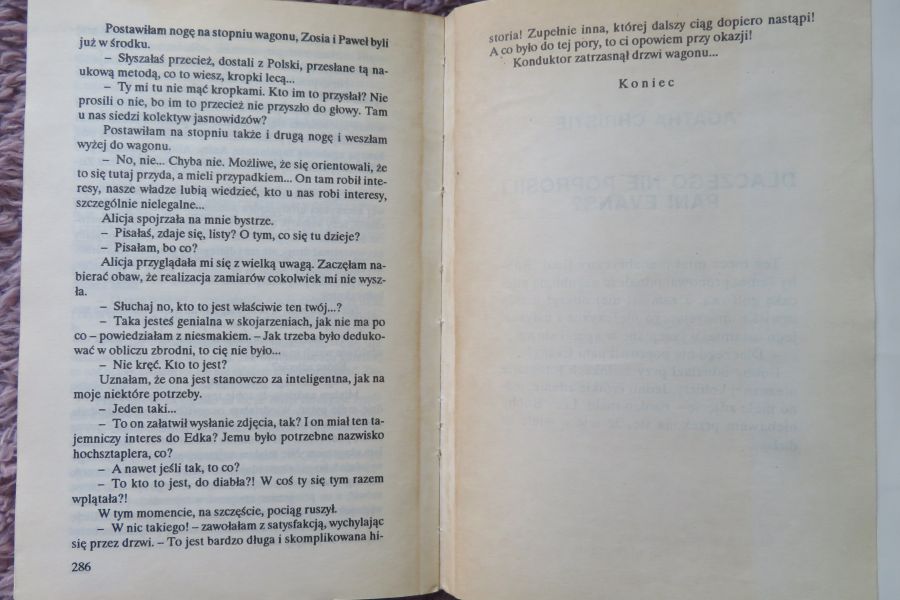 Postawiłam nogę na stopniu wagonu, Zosia i Paweł byli
już w środku.
– Słyszałaś przecież, dostali z Polski, przesłane tą na-
ukową metodą, co to wiesz, kropki lecą...
– Ty mi tu nie mąć kropkami. Kto im to przysłał? Nie
prosili o nie, bo im to przecież nie przyszło do głowy. Tam
u nas siedzi kolektyw jasnowidzów?
Postawiłam na stopniu także i drugą nogę i weszłam
wyżej do wagonu.
– No, nie... Chyba nie. Możliwe, że się orientowali, że
to się tutaj przyda, a mieli przypadkiem... On tam robił inte-
resy, nasze władze lubią wiedzieć, kto u nas robi interesy,
szczególnie nielegalne...
Alicja spojrzała na mnie bystrze.
– Pisałaś, zdaje się, listy? O tym, co się tu dzieje?
– Pisałam, bo co?
Alicja przyglądała mi się z wielką uwagą. Zaczęłam na-
bierać obaw, że realizacja zamiarów cokolwiek mi nie wysz-
ła.
– Słuchaj no, kto to jest właściwie ten twój...?
– Taka jesteś genialna w skojarzeniach, jak nie ma po
co – powiedziałam z niesmakiem. – Jak trzeba było deduko-
wać w obliczu zbrodni, to cię nie było...
– Nie kręć. Kto to jest?
Uznałam, że ona jest stanowczo za inteligentna, jak na
moje niektóre potrzeby.
– Jeden taki...
– To on załatwił wysłanie zdjęcia, tak? I on miał ten ta-
jemniczy interes do Edka? Jemu było potrzebne nazwisko
hochsztaplera, co?
– A nawet jeśli tak, to co?
– To kto to jest, do diabła?! W coś ty się tym razem
wplątała?!
W tym momencie, na szczęście, pociąg ruszył.
– W nic takiego! – zawołałam z satysfakcją, wychylając
się przez drzwi. – To jest bardzo długa i skomplikowana hi-
286
storia! Zupełnie inna, której dalszy ciąg dopiero nastąpi!
A co było do tej pory, to ci opowiem przy okazji!
Konduktor zatrzasnął drzwi wagonu...
Koniec
AGATHA CHRISTIE
DLACZEGO NIE POPROSILI
PANI EVANS?